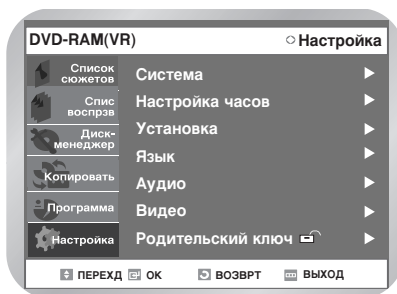 DVD-RAM(VR)
Настройка
Список
сюжетов
Спис
воспрзв
Диск-
менеджер
Копировать
Программа
Настройка
Система
Настройка часов
Установка
Язык
Аудио
Видео
Родительский ключ
ПЕРЕХД ОК ВОЗВРТ ВЫХОД